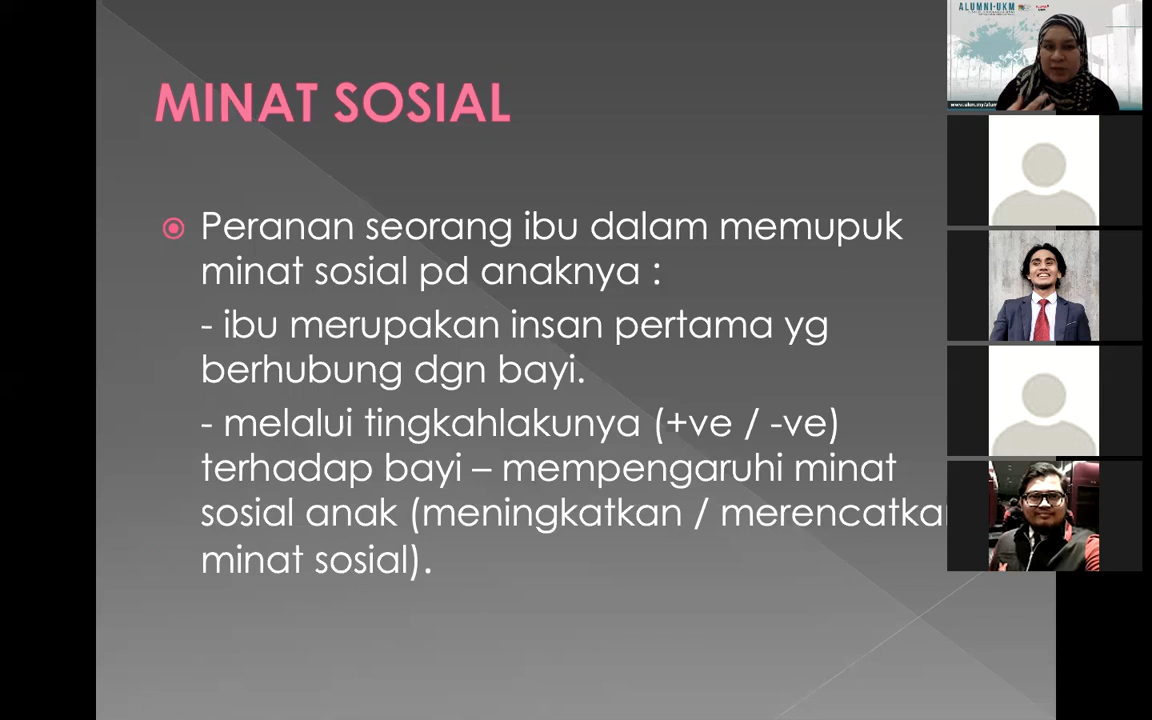 ALUMNI-UKM
MINAT SOSIAL
Peranan seorang ibu dalam memupuk
minat sosial pd anaknya :
- ibu merupakan insan pertama yg
berhubung dgn bayi.
- melalui tingkahlakunya (+ve / -ve)
terhadap bayi – mempengaruhi minat
sosial anak (meningkatkan / merencatka
minat sosial).